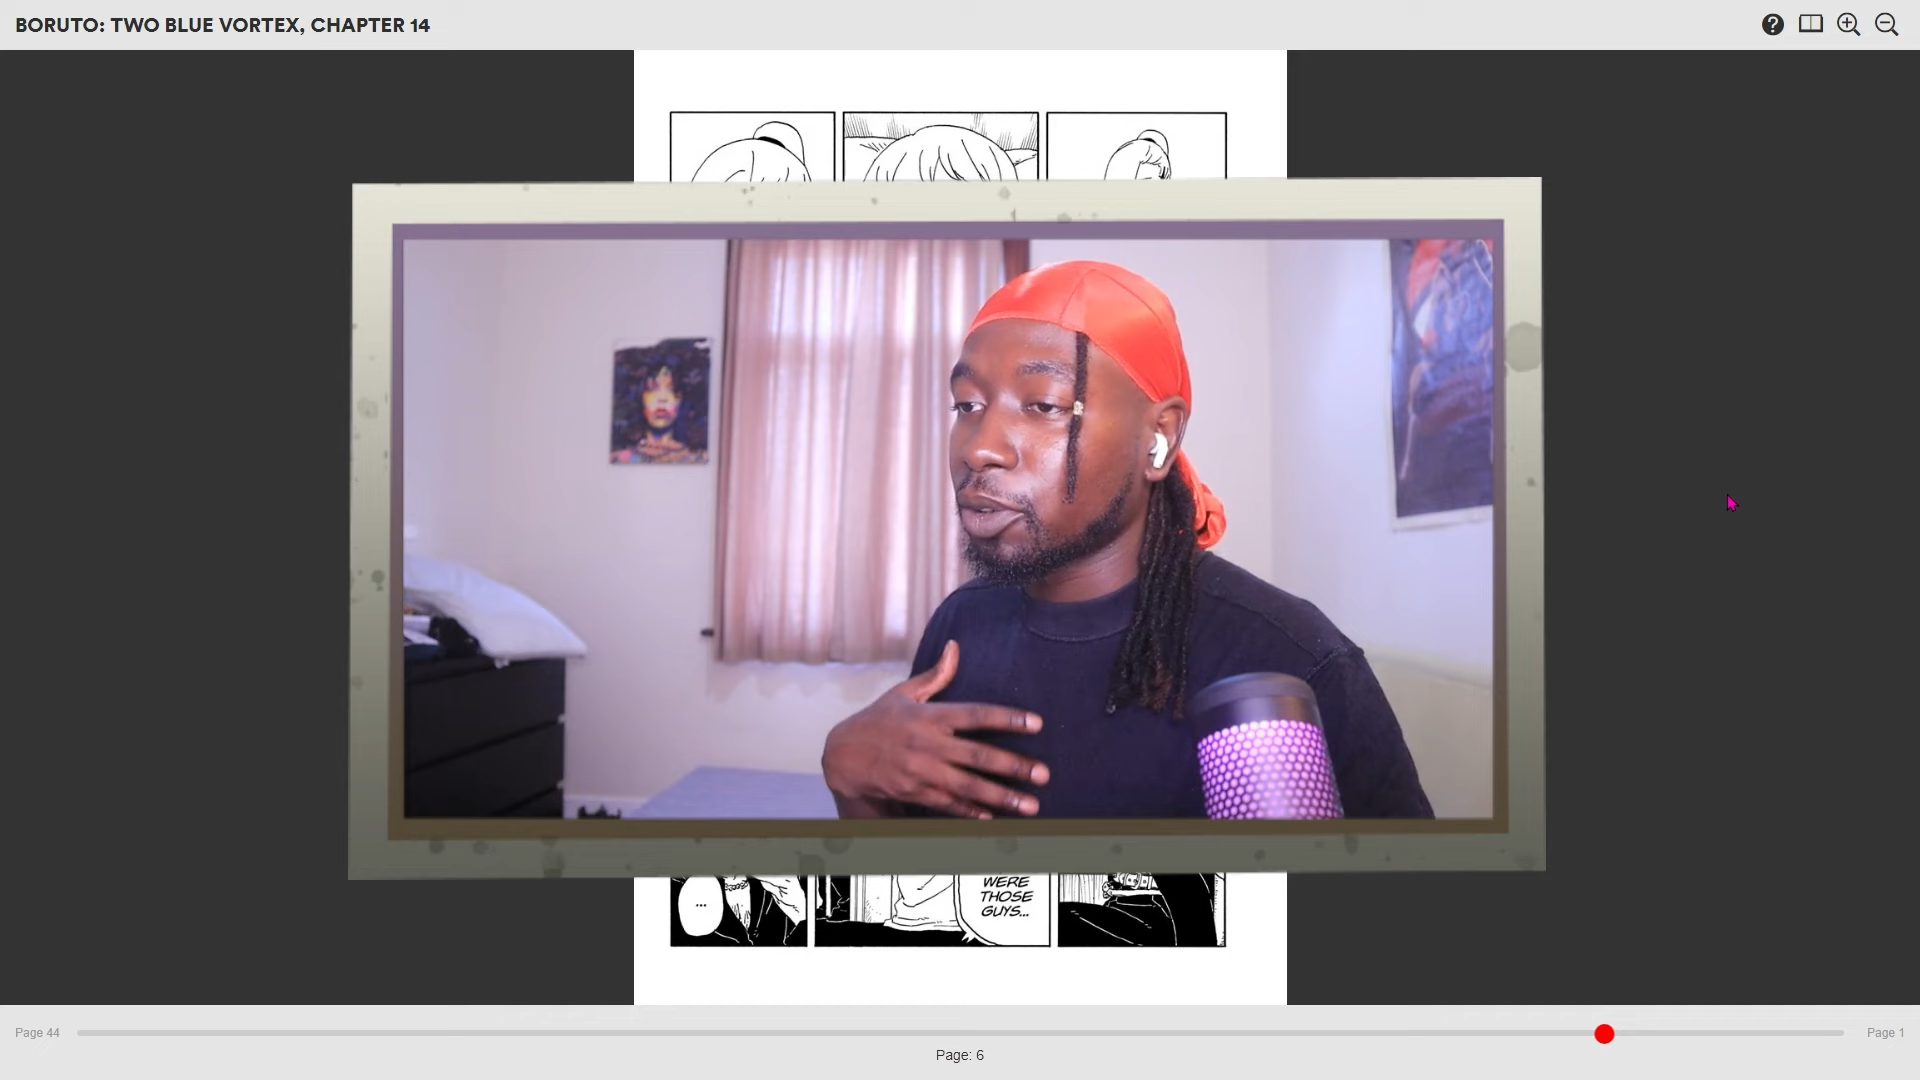 BORUTO: TWO BLUE VORTEX, CHAPTER 14
...
WERE
THOSE
GUYS...
Page 44
Page 1
Page: 6